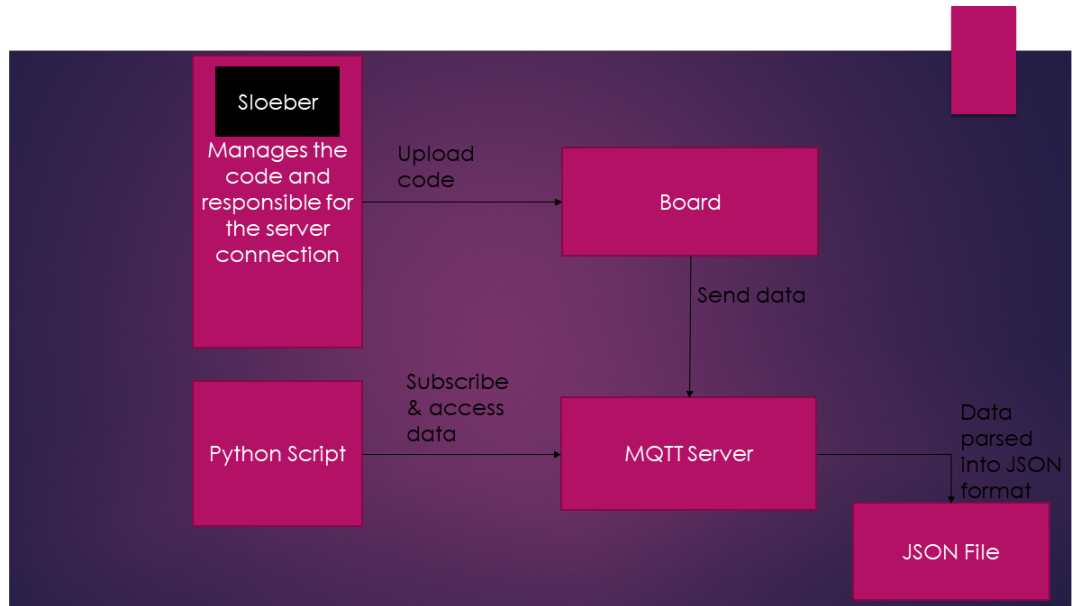 Sloeber
Manages the
code and
responsible for
the server
connection
Upload
code
Board
Send data
Python Script
Subscribe
& access
data
MQTT Server
Data
parsed
into JSON
format
JSON File